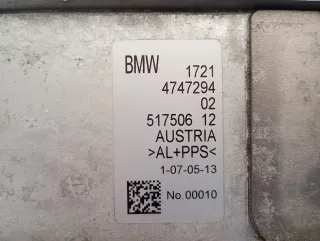 BMW 1721
4747294
02
517506 12
AUSTRIA
>AL+PPS<
1-07-05-13
No.00010